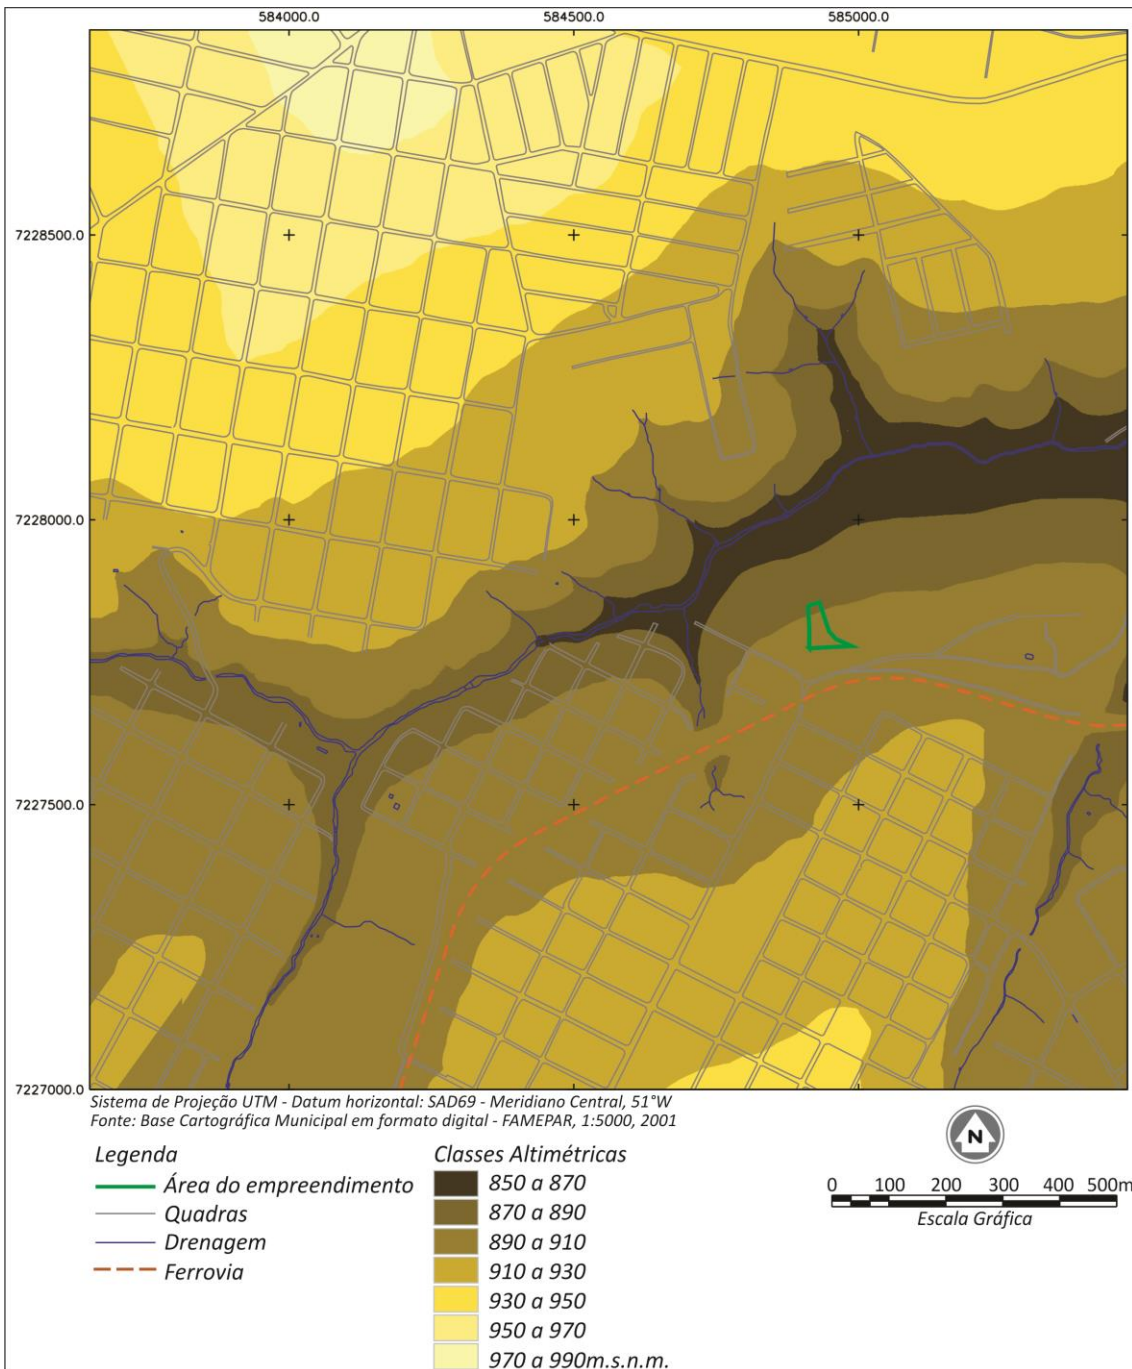 584000.0 584500.0 585000.0
7228500.0
7228000.0
7227500.0
7227000.0
Sistema de Projeção UTM - Datum horizontal: SAD69 - Meridiano Central, 51°W
Fonte: Base Cartográfica Municipal em formato digital - FAMEPAR, 1:5000, 2001
Legenda
Área do empreendimento
Quadras
Drenagem
Ferrovia
Classes Altimétricas
850 a 870
870 a 890
890 a 910
910 a 930
930 a 950
950 a 970
970 a 990m.s.n.m.
N
0 100 200 300 400 500m
Escala Gráfica